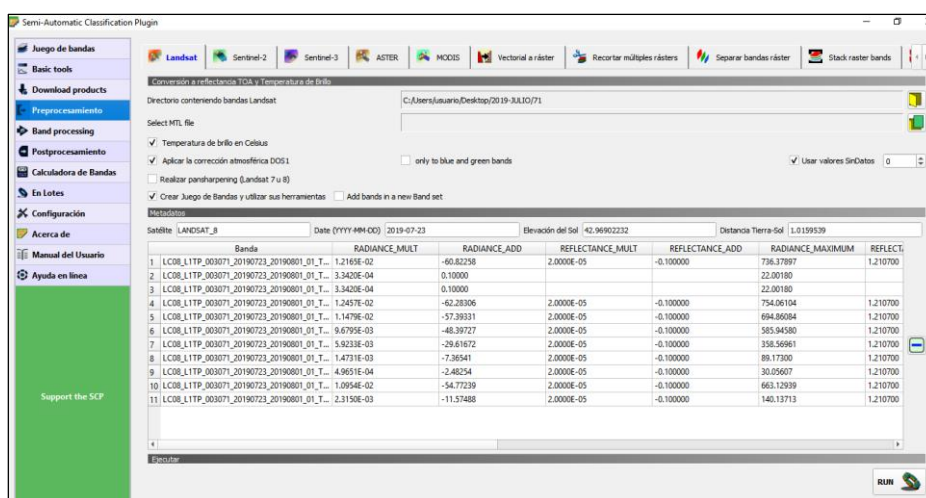 Semi-Automatic Classification Plugin
Juego de bandas
Basic tools
Download products
Preprocesamiento
Band processing
Postprocesamiento
Calculadora de Bandas
En Lotes
Configuración
Acerca de
Manual del Usuario
Ayuda en línea
Support the SCP
Landsat Sentinel-2 Sentinel-3 ASTER MODIS Vectorial a ráster Recortar múltiples rásters Separar bandas ráster Stack raster bands
Conversión a reflectancia TOA y Temperatura de Brillo
Directorio conteniendo bandas Landsat C:/Users/usuario/Desktop/2019-JULIO/71
Select MTL file
Temperatura de brillo en Celsius
Aplicar la corrección atmosférica DOS1 only to blue and green bands Usar valores SinDatos 0
Realizar pansharpening (Landsat 7 u 8)
Crear Juego de Bandas y utilizar sus herramientas Add bands in a new Band set
Metadatos
Satélite LANDSAT_8 Date (YYYY-MM-DD) 2019-07-23 Elevación del Sol 42.96902232 Distancia Tierra-Sol 1.0159539
Banda RADIANCE_MULT RADIANCE_ADD REFLECTANCE_MULT REFLECTANCE_ADD RADIANCE_MAXIMUM REFLECT
1 LC08_L1TP_003071_20190723_20190801_01_T... 1.2165E-02 -60.82258 2.0000E-05 -0.100000 736.37897 1.210700
2 LC08_L1TP_003071_20190723_20190801_01_T... 3.3420E-04 0.10000 22.00180
3 LC08_L1TP_003071_20190723_20190801_01_T... 3.3420E-04 0.10000 22.00180
4 LC08_L1TP_003071_20190723_20190801_01_T... 1.2457E-02 -62.28306 2.0000E-05 -0.100000 754.06104 1.210700
5 LC08_L1TP_003071_20190723_20190801_01_T... 1.1479E-02 -57.39331 2.0000E-05 -0.100000 694.86084 1.210700
6 LC08_L1TP_003071_20190723_20190801_01_T... 9.6795E-03 -48.39727 2.0000E-05 -0.100000 585.94580 1.210700
7 LC08_L1TP_003071_20190723_20190801_01_T... 5.9233E-03 -29.61672 2.0000E-05 -0.100000 358.56961 1.210700
8 LC08_L1TP_003071_20190723_20190801_01_T... 1.4731E-03 -7.36541 2.0000E-05 -0.100000 89.17300 1.210700
9 LC08_L1TP_003071_20190723_20190801_01_T... 4.9651E-04 -2.48254 2.0000E-05 -0.100000 30.05607 1.210700
10 LC08_L1TP_003071_20190723_20190801_01_T... 1.0954E-02 -54.77239 2.0000E-05 -0.100000 663.12939 1.210700
11 LC08_L1TP_003071_20190723_20190801_01_T... 2.3150E-03 -11.57488 2.0000E-05 -0.100000 140.13713 1.210700
Ejecutar
RUN